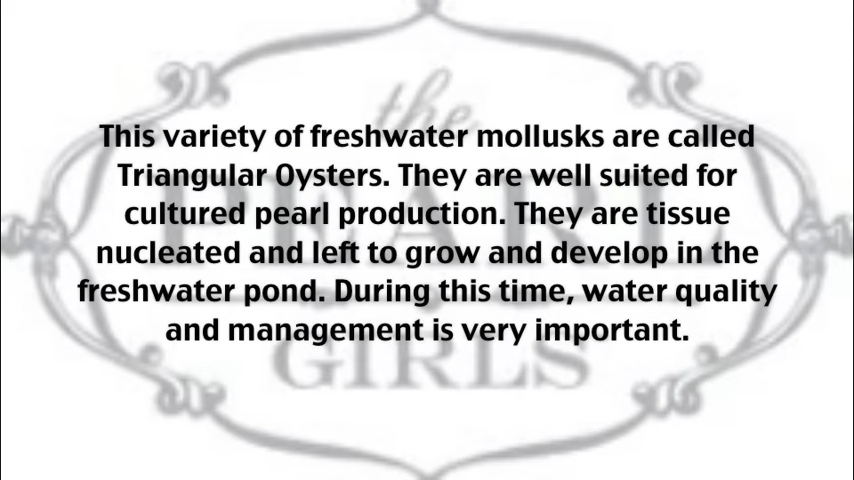 the
PEARL
GIRLS
This variety of freshwater mollusks are called
Triangular Oysters. They are well suited for
cultured pearl production. They are tissue
nucleated and left to grow and develop in the
freshwater pond. During this time, water quality
and management is very important.